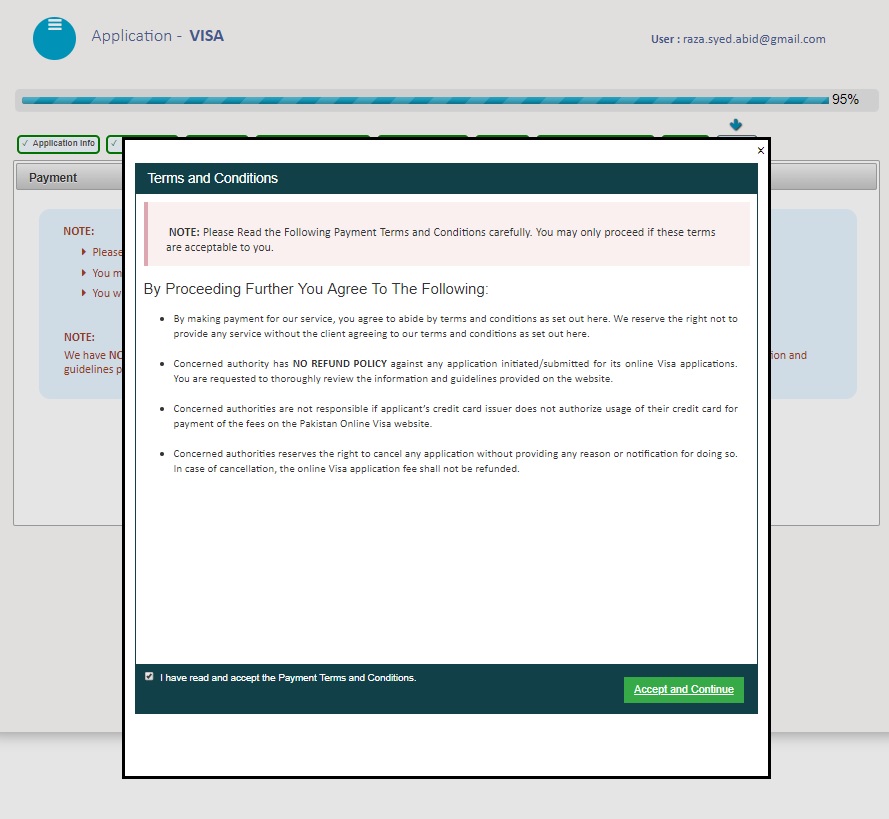 Application - VISA
User : raza.syed.abid@gmail.com
95%
Application Info
Payment
NOTE:
Please
You
You
NOTE:
We have
and
guidelines
×
Terms and Conditions
NOTE: Please Read the Following Payment Terms and Conditions carefully. You may only proceed if these terms
are acceptable to you.
By Proceeding Further You Agree To The Following:
By making payment for our service, you agree to abide by terms and conditions as set out here. We reserve the right not to
provide any service without the client agreeing to our terms and conditions as set out here.
Concerned authority has NO REFUND POLICY against any application initiated/submitted for its online Visa applications.
You are requested to thoroughly review the information and guidelines provided on the website.
Concerned authorities are not responsible if applicant's credit card issuer does not authorize usage of their credit card for
payment of the fees on the Pakistan Online Visa website.
Concerned authorities reserves the right to cancel any application without providing any reason or notification for doing so.
In case of cancellation, the online Visa application fee shall not be refunded.
I have read and accept the Payment Terms and Conditions.
Accept and Continue